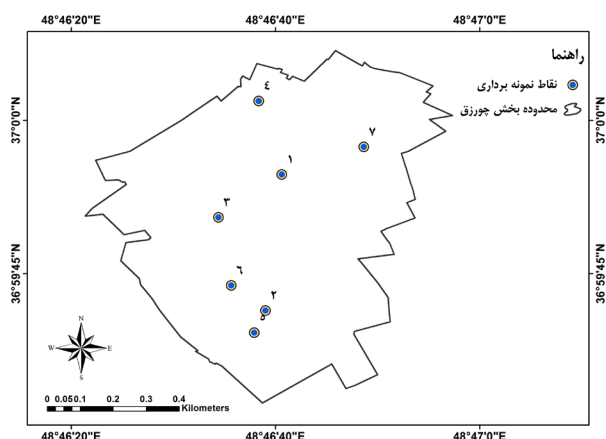 48°46'20"E 48°46'40"E 48°47'0"E
راهنما
نقاط نمونه برداری
محدوده بخش چورزق
37°0'0"N 37°0'0"N
36°59'45"N 36°59'45"N
٤
٧
١
٣
٦
٢
٥
N
W E
S
0 0.05 0.1 0.2 0.3 0.4
Kilometers
48°46'20"E 48°46'40"E 48°47'0"E